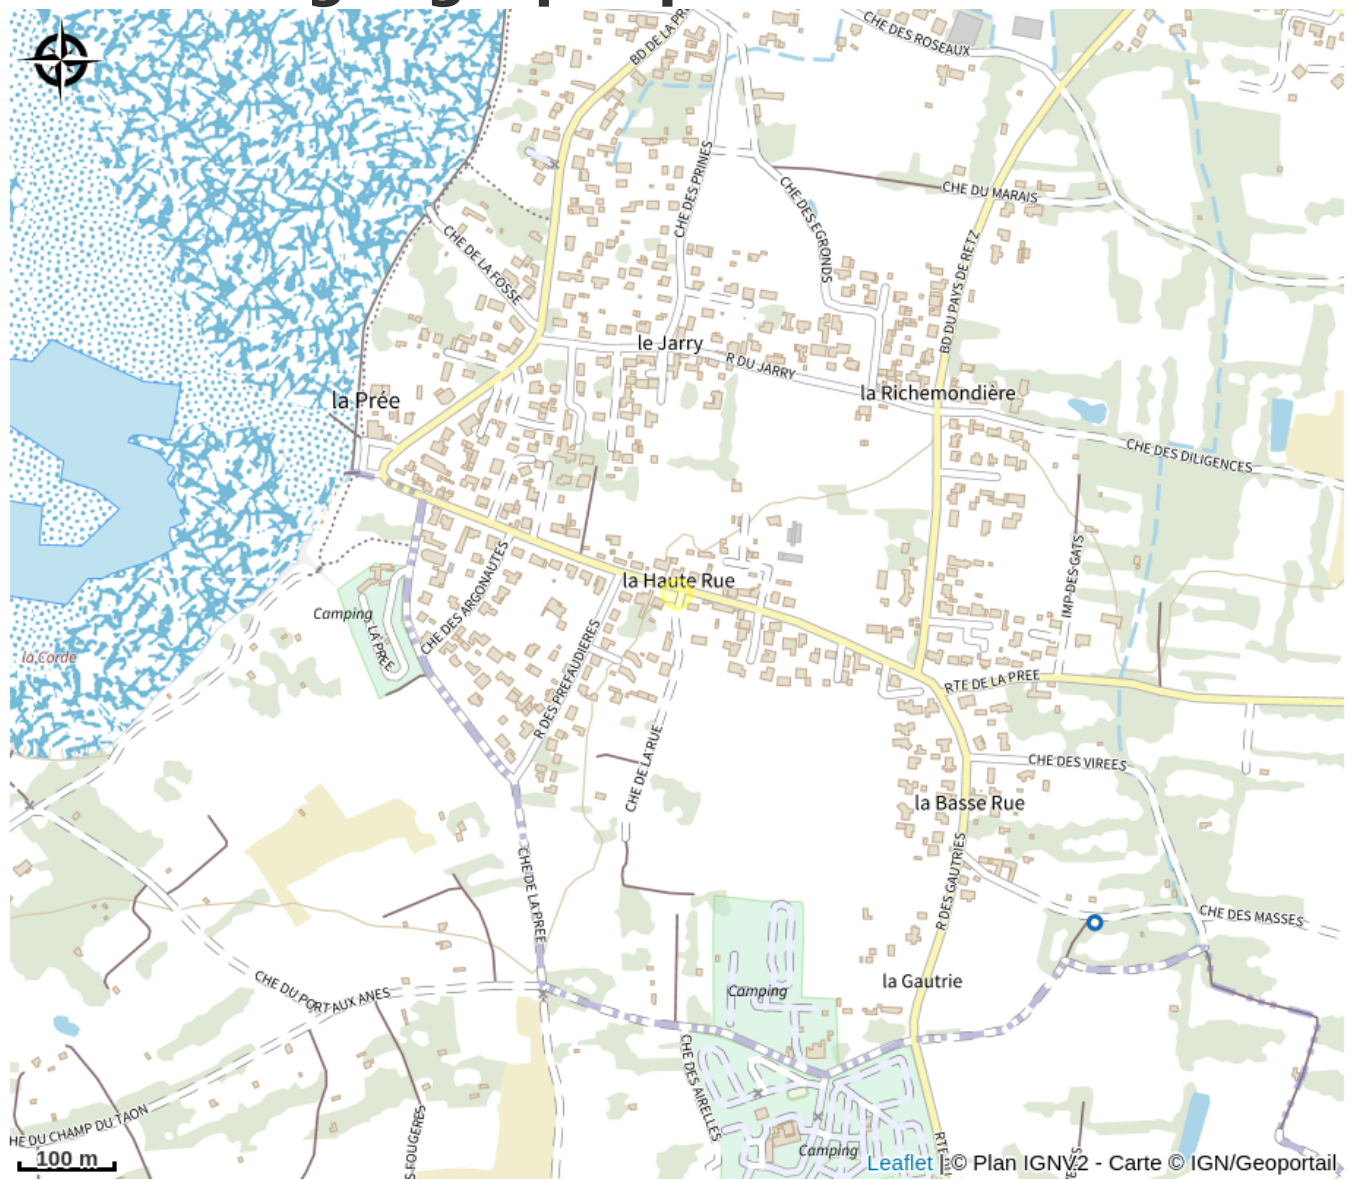 BD DE LA PR
CHE DES ROSEAUX
CHE DES PRINES
CHE DES EGRONDS
CHE DU MARAIS
CHE DE LA FOSSE
BD DU PAYS DE RETZ
le Jarry
R DU JARRY
la Richemondière
la Prée
CHE DES DILIGENCES
CHE DES ARGONAUTES
la Haute Rue
IMP DES GATS
Camping
LA PREE
la Corde
R DES PREFAUDIERES
RTE DE LA PREE
CHE DE LA RUE
CHE DES VIREES
la Basse Rue
R DES GAUTRIES
CHE DE LA PREE
CHE DES MASSES
la Gautrie
Camping
CHE DU PORT AUX ANES
CHE DES AIRELLES
HE DU CHAMP DU TAON
S-FOUGERES
RTE
Camping
100 m
Leaflet | © Plan IGNV2 - Carte © IGN/Geoportail